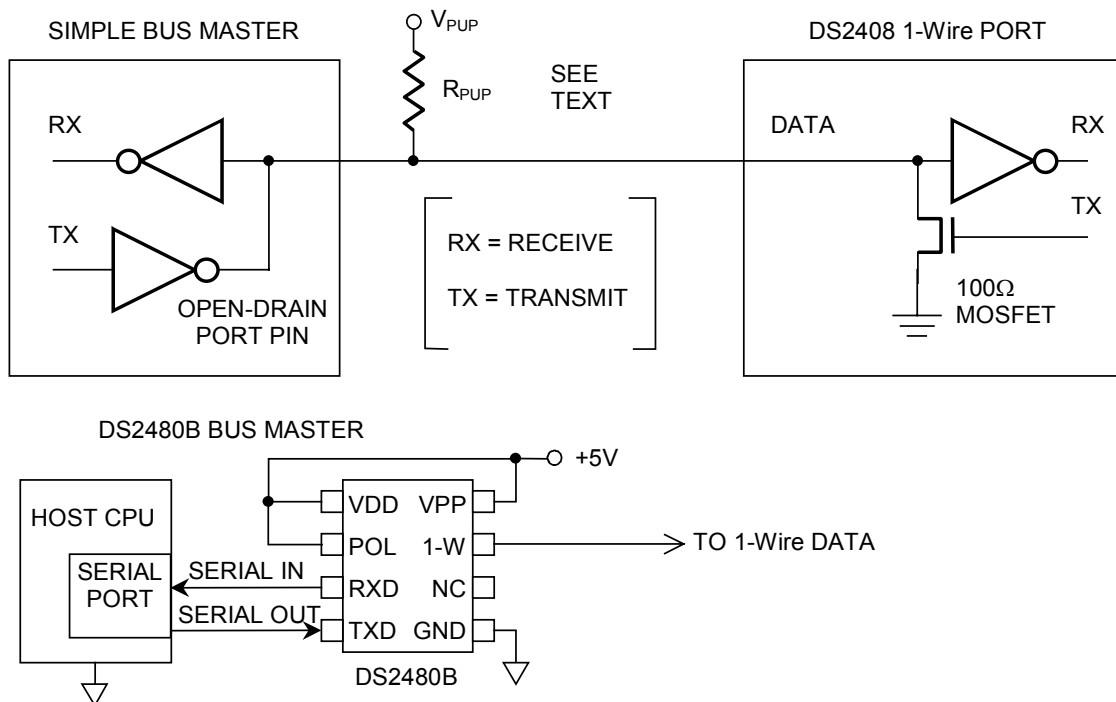 SIMPLE BUS MASTER
V_PUP
DS2408 1-Wire PORT
R_PUP
SEE
TEXT
RX
DATA
RX
TX
TX
RX = RECEIVE
TX = TRANSMIT
OPEN-DRAIN
PORT PIN
100Ω
MOSFET
DS2480B BUS MASTER
+5V
HOST CPU
VDD
VPP
POL
1-W
TO 1-Wire DATA
SERIAL
PORT
SERIAL IN
RXD
NC
SERIAL OUT
TXD
GND
DS2480B